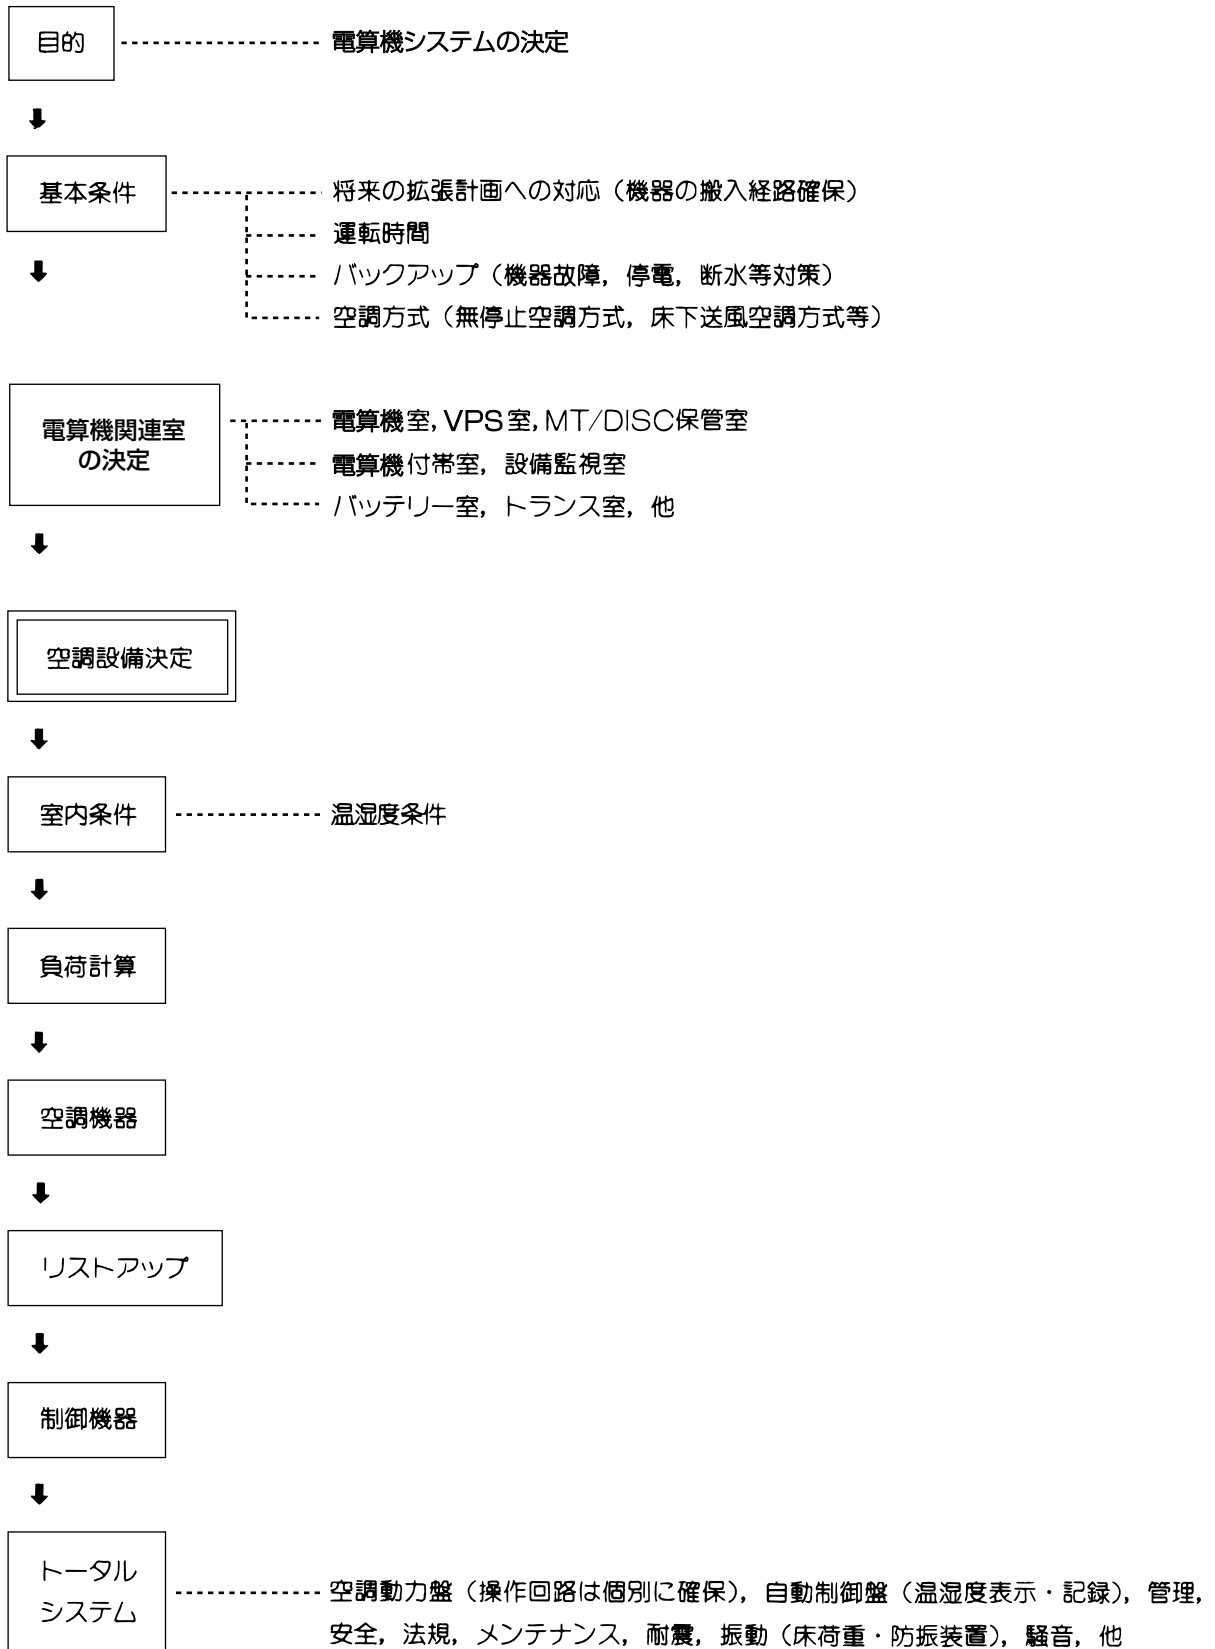 目的
電算機システムの決定
基本条件
将来の拡張計画への対応（機器の搬入経路確保）
運転時間
バックアップ（機器故障，停電，断水等対策）
空調方式（無停止空調方式，床下送風空調方式等）
電算機関連室
の決定
電算機室，VPS室，MT/DISC保管室
電算機付帯室，設備監視室
バッテリー室，トランス室，他
空調設備決定
室内条件
温湿度条件
負荷計算
空調機器
リストアップ
制御機器
トータル
システム
空調動力盤（操作回路は個別に確保），自動制御盤（温湿度表示・記録），管理，
安全，法規，メンテナンス，耐震，振動（床荷重・防振装置），騒音，他